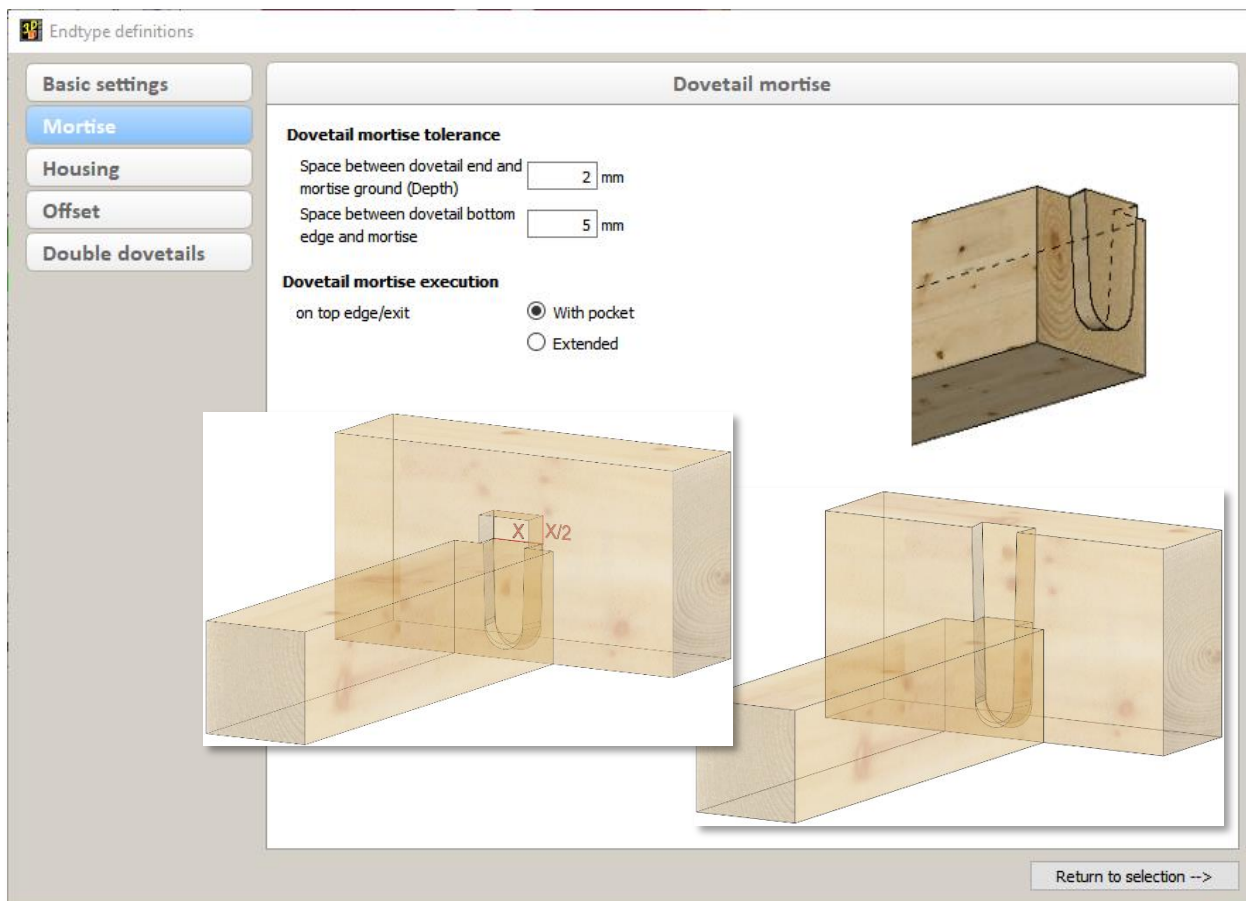 Endtype definitions
Basic settings
Mortise
Housing
Offset
Double dovetails
Dovetail mortise
Dovetail mortise tolerance
Space between dovetail end and
mortise ground (Depth)
2 mm
Space between dovetail bottom
edge and mortise
5 mm
Dovetail mortise execution
on top edge/exit
With pocket
Extended
X X/2
Return to selection -->